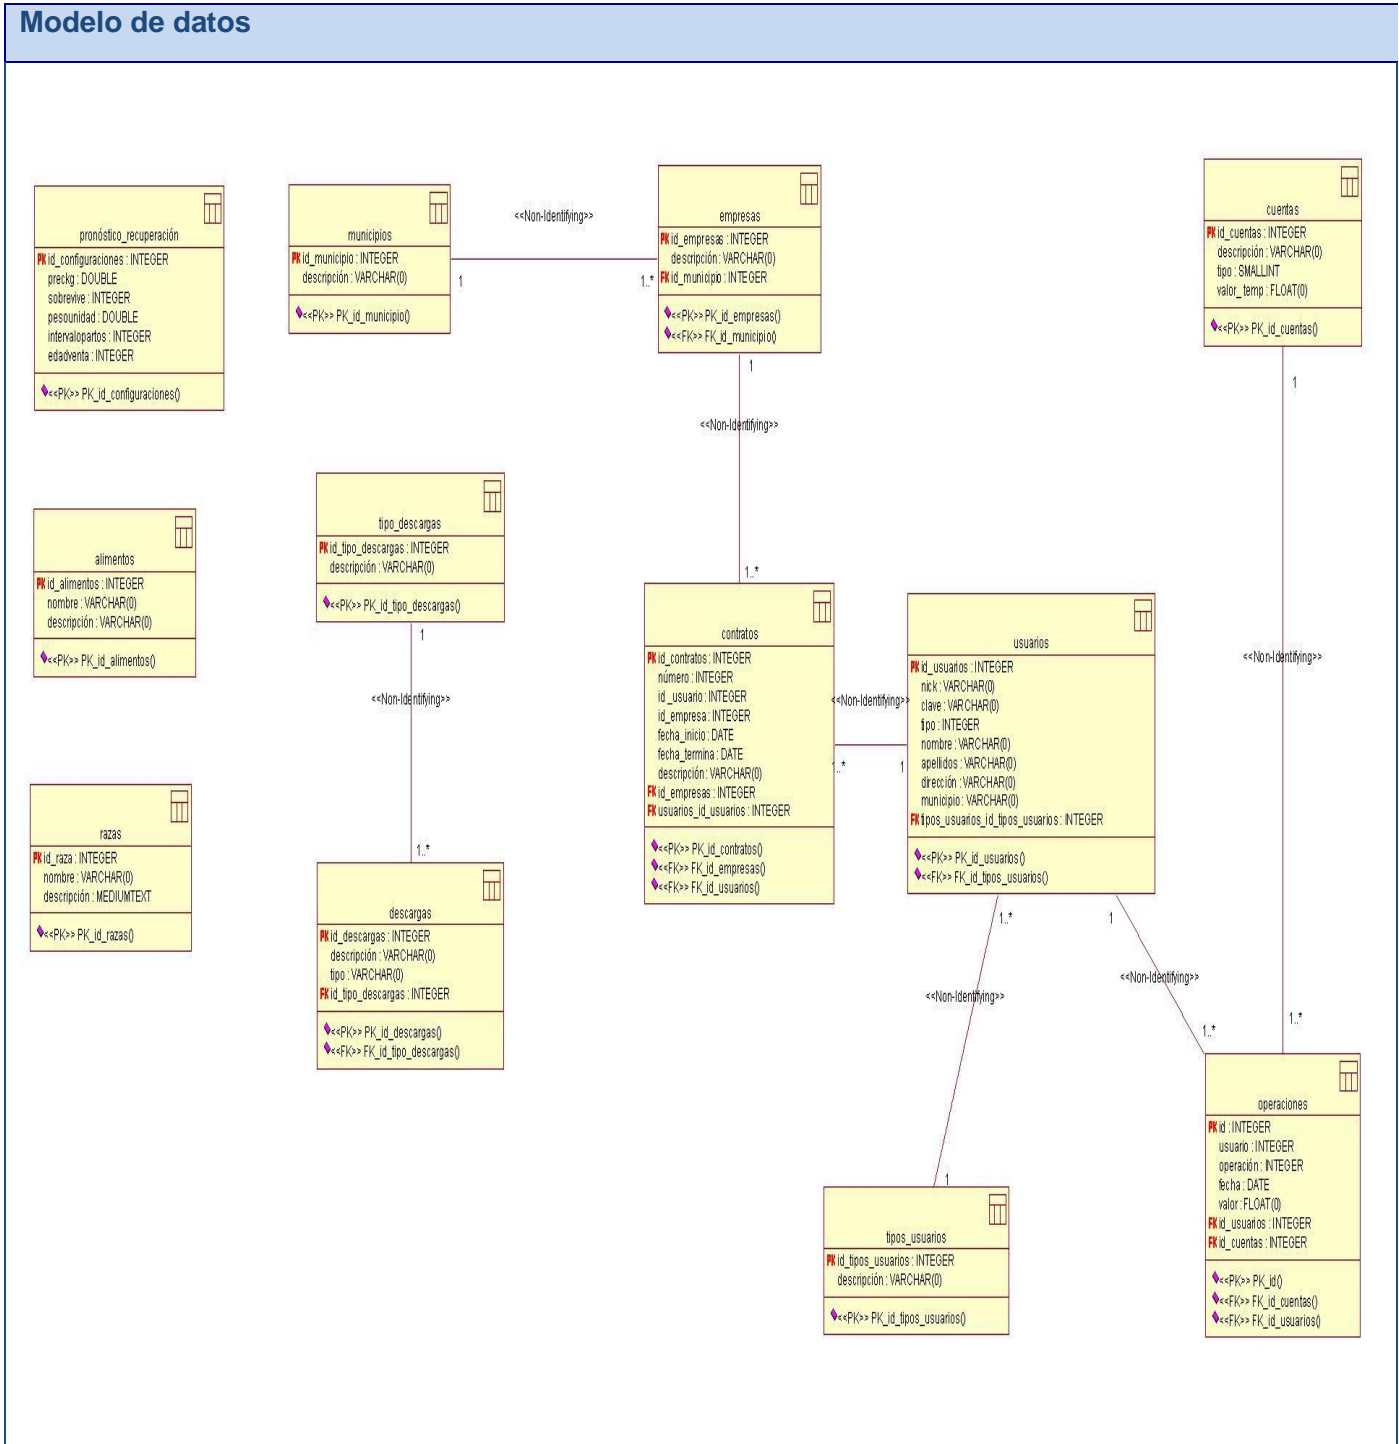 Modelo de datos
pronóstico_recuperación
PK id_configuraciones : INTEGER
preckg : DOUBLE
sobrevive : INTEGER
pesounidad : DOUBLE
intervalopartos : INTEGER
edadventa : INTEGER
<<PK>> PK_id_configuraciones()
municipios
PK id_municipio : INTEGER
descripción : VARCHAR(0)
<<PK>> PK_id_municipio()
<<Non-Identifying>>
1
1..*
empresas
PK id_empresas : INTEGER
descripción : VARCHAR(0)
FK id_municipio : INTEGER
<<PK>> PK_id_empresas()
<<FK>> FK_id_municipio()
1
<<Non-Identifying>>
1..*
cuentas
PK id_cuentas : INTEGER
descripción : VARCHAR(0)
tipo : SMALLINT
valor_temp : FLOAT(0)
<<PK>> PK_id_cuentas()
1
<<Non-Identifying>>
1..*
alimentos
PK id_alimentos : INTEGER
nombre : VARCHAR(0)
descripción : VARCHAR(0)
<<PK>> PK_id_alimentos()
tipo_descargas
PK id_tipo_descargas : INTEGER
descripción : VARCHAR(0)
<<PK>> PK_id_tipo_descargas()
1
<<Non-Identifying>>
1..*
contratos
PK id_contratos : INTEGER
número : INTEGER
id_usuario : INTEGER
id_empresa : INTEGER
fecha_inicio : DATE
fecha_termina : DATE
descripción : VARCHAR(0)
FK id_empresas : INTEGER
FK usuarios_id_usuarios : INTEGER
<<PK>> PK_id_contratos()
<<FK>> FK_id_empresas()
<<FK>> FK_id_usuarios()
<<Non-Identifying>>
1..*
1
usuarios
PK id_usuarios : INTEGER
nick : VARCHAR(0)
clave : VARCHAR(0)
tipo : INTEGER
nombre : VARCHAR(0)
apellidos : VARCHAR(0)
dirección : VARCHAR(0)
municipio : VARCHAR(0)
FK tipos_usuarios_id_tipos_usuarios : INTEGER
<<PK>> PK_id_usuarios()
<<FK>> FK_id_tipos_usuarios()
1..*
<<Non-Identifying>>
1
1
<<Non-Identifying>>
1..*
razas
PK id_raza : INTEGER
nombre : VARCHAR(0)
descripción : MEDIUMTEXT
<<PK>> PK_id_razas()
descargas
PK id_descargas : INTEGER
descripción : VARCHAR(0)
tipo : VARCHAR(0)
FK id_tipo_descargas : INTEGER
<<PK>> PK_id_descargas()
<<FK>> FK_id_tipo_descargas()
tipos_usuarios
PK id_tipos_usuarios : INTEGER
descripción : VARCHAR(0)
<<PK>> PK_id_tipos_usuarios()
operaciones
PK id : INTEGER
usuario : INTEGER
operación : INTEGER
fecha : DATE
valor : FLOAT(0)
FK id_usuarios : INTEGER
FK id_cuentas : INTEGER
<<PK>> PK_id()
<<FK>> FK_id_cuentas()
<<FK>> FK_id_usuarios()